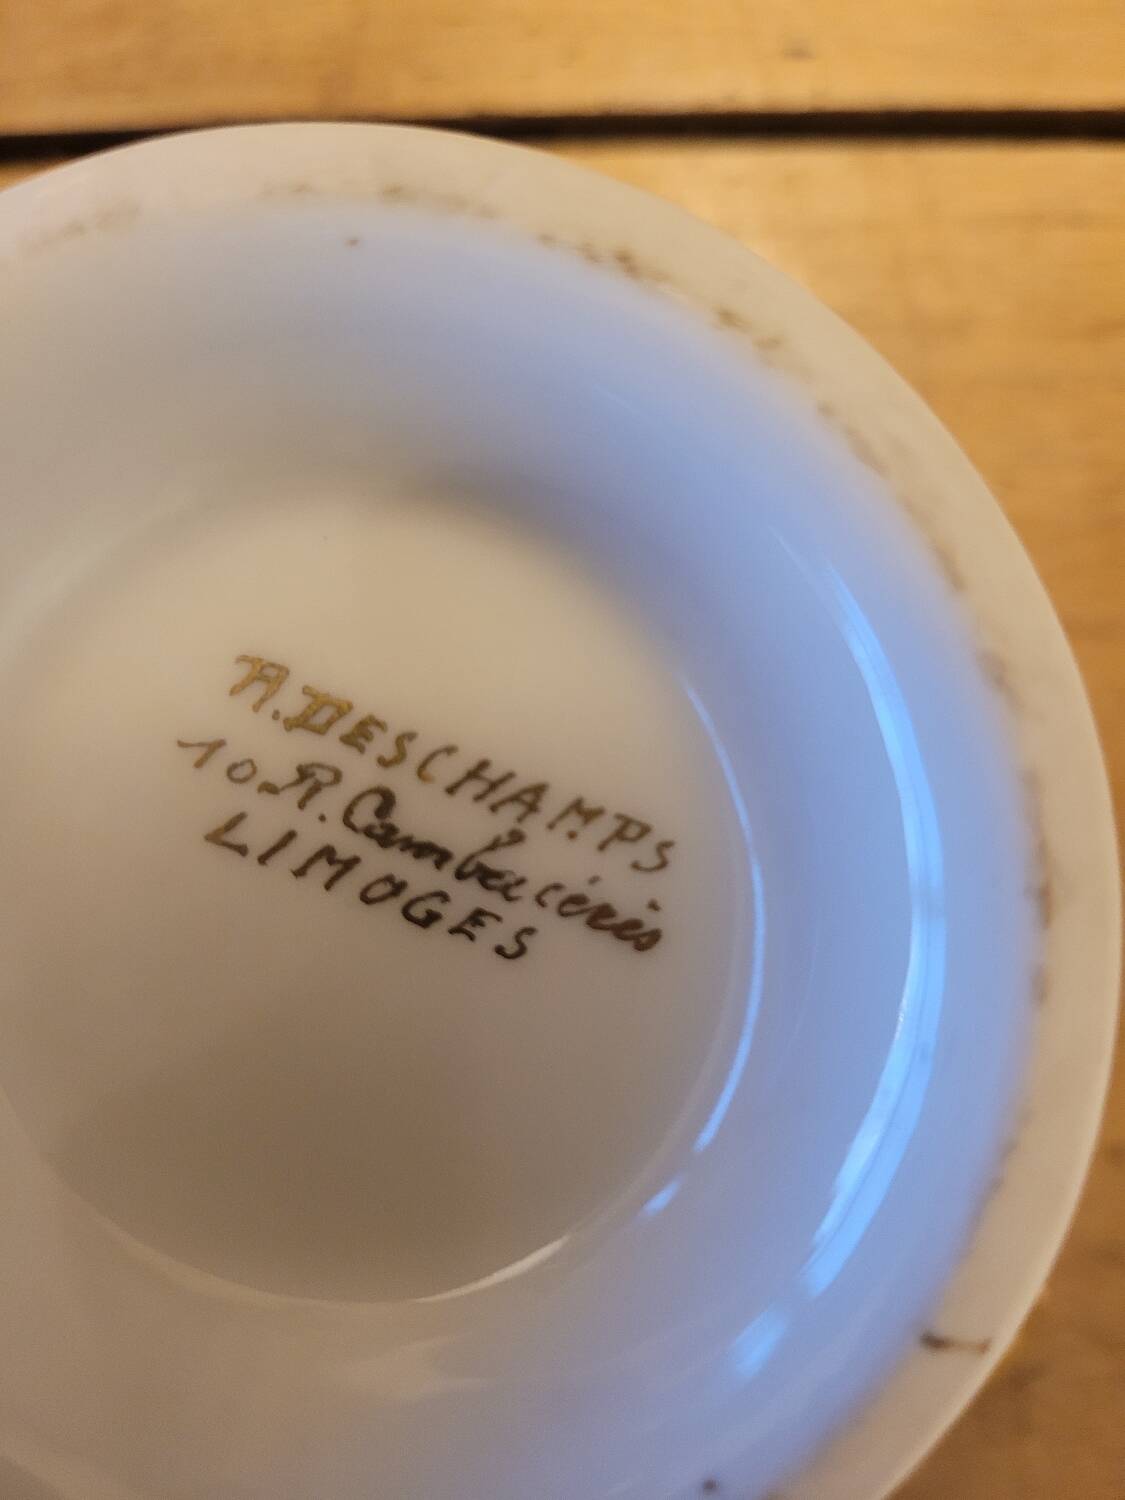 A. DESCHAMPS
10. R. Cambacérès
LIMOGES